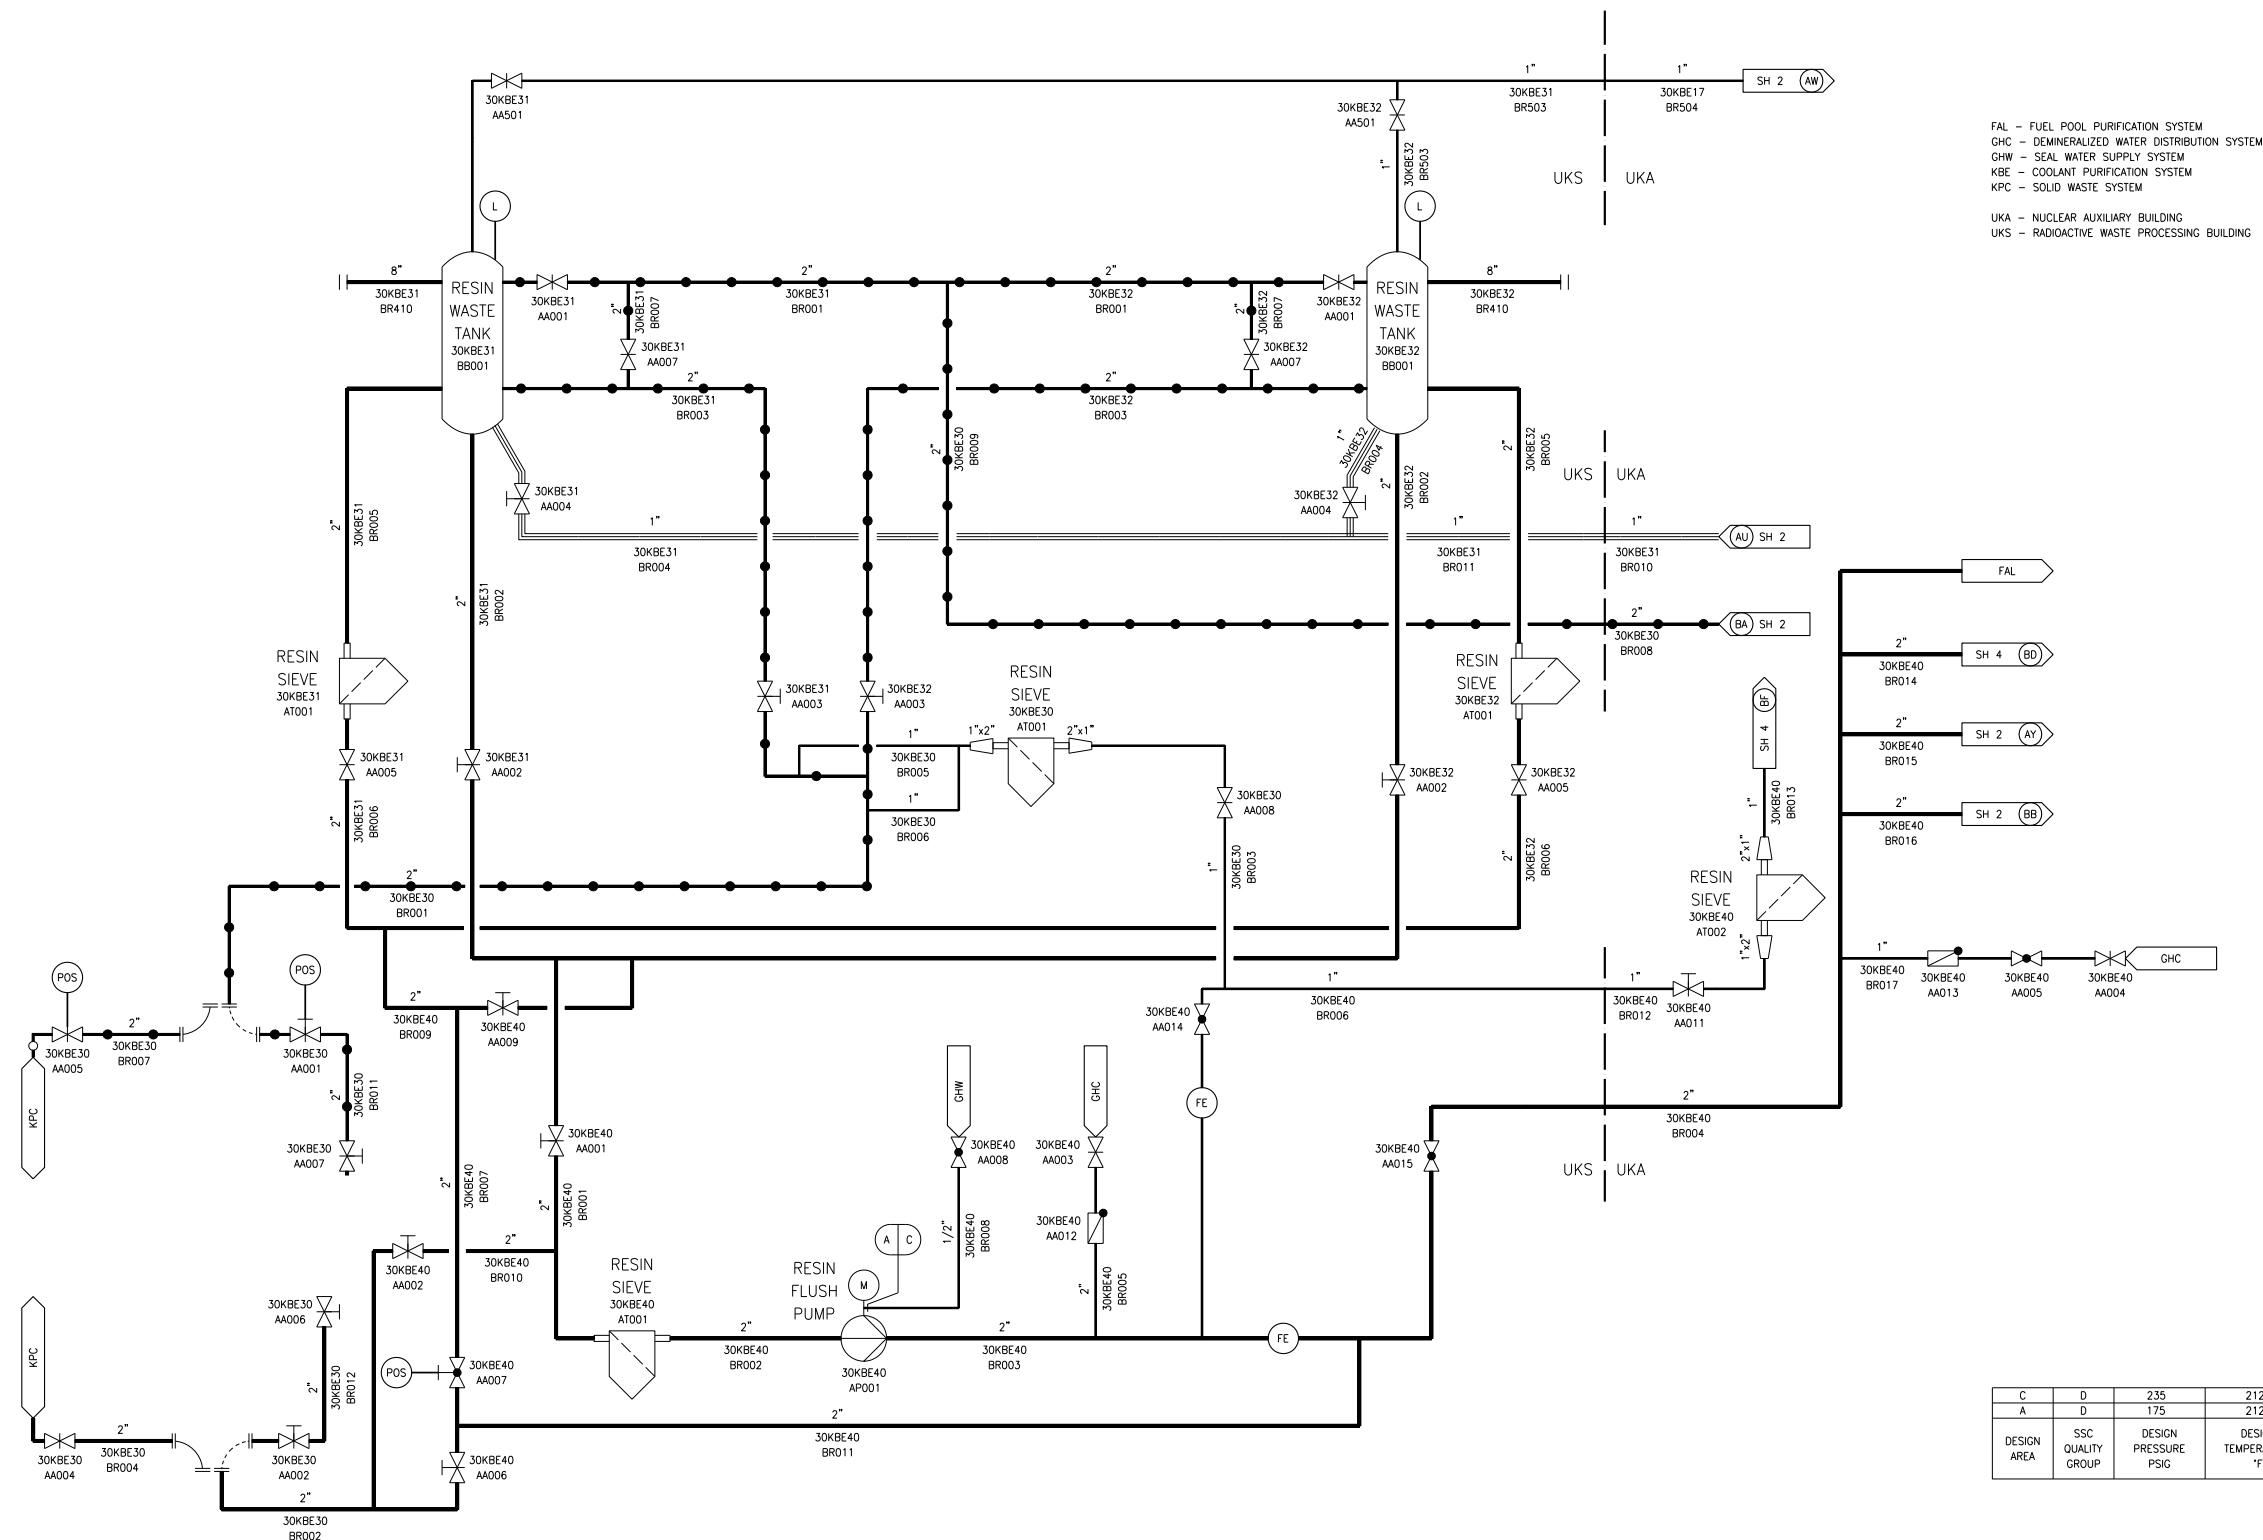 1"
30KBE31
BR503
1"
30KBE17
BR504
SH 2 AW
30KBE31
AA501
30KBE32
AA501
1"
30KBE32
BR503
UKS
UKA
FAL – FUEL POOL PURIFICATION SYSTEM
GHC – DEMINERALIZED WATER DISTRIBUTION SYSTEM
GHW – SEAL WATER SUPPLY SYSTEM
KBE – COOLANT PURIFICATION SYSTEM
KPC – SOLID WASTE SYSTEM
UKA – NUCLEAR AUXILIARY BUILDING
UKS – RADIOACTIVE WASTE PROCESSING BUILDING
L
L
8"
30KBE31
BR410
RESIN
WASTE
TANK
30KBE31
BB001
30KBE31
AA001
2"
30KBE31
BR007
2"
30KBE31
BR001
2"
30KBE32
BR001
2"
30KBE32
BR007
30KBE32
AA001
RESIN
WASTE
TANK
30KBE32
BB001
8"
30KBE32
BR410
30KBE31
AA007
30KBE32
AA007
2"
30KBE31
BR003
2"
30KBE32
BR003
2"
30KBE30
BR009
1"
30KBE32
BR004
2"
30KBE32
BR002
2"
30KBE32
BR005
UKS
UKA
2"
30KBE31
BR005
30KBE31
AA004
30KBE32
AA004
1"
30KBE31
BR004
1"
30KBE31
BR011
1"
30KBE31
BR010
AU SH 2
2"
30KBE31
BR002
2"
30KBE30
BR008
BA SH 2
FAL
2"
30KBE40
BR014
SH 4 BD
2"
30KBE40
BR015
SH 2 AY
2"
30KBE40
BR016
SH 2 BB
RESIN
SIEVE
30KBE31
AT001
30KBE31
AA003
30KBE32
AA003
RESIN
SIEVE
30KBE30
AT001
RESIN
SIEVE
30KBE32
AT001
SH 4 BF
1"
30KBE30
BR005
1"x2"
2"x1"
30KBE31
AA005
30KBE31
AA002
30KBE32
AA002
30KBE32
AA005
30KBE30
AA008
1"
30KBE30
BR006
1"
30KBE40
BR013
2"
30KBE31
BR006
1"
30KBE30
BR003
2"
30KBE32
BR006
2"x1"
RESIN
SIEVE
30KBE40
AT002
1"x2"
2"
30KBE30
BR001
1"
30KBE40
BR017
30KBE40
AA013
30KBE40
AA005
30KBE40
AA004
GHC
POS
POS
30KBE30
AA005
2"
30KBE30
BR007
30KBE30
AA001
2"
30KBE30
BR011
30KBE30
AA007
KPC
2"
30KBE40
BR009
30KBE40
AA009
30KBE40
AA014
1"
30KBE40
BR006
1"
30KBE40
BR012
30KBE40
AA011
FE
GHW
GHC
30KBE40
AA001
30KBE40
AA008
30KBE40
AA003
30KBE40
AA015
2"
30KBE40
BR004
UKS
UKA
2"
30KBE40
BR007
2"
30KBE40
BR001
1/2"
30KBE40
BR008
30KBE40
AA012
2"
30KBE40
BR005
30KBE40
AA002
2"
30KBE40
BR010
RESIN
SIEVE
30KBE40
AT001
RESIN
FLUSH
PUMP
A C
M
2"
30KBE40
BR002
30KBE40
AP001
2"
30KBE40
BR003
FE
KPC
30KBE30
AA006
2"
30KBE30
BR012
POS
30KBE40
AA007
2"
30KBE40
BR011
30KBE30
AA004
2"
30KBE30
BR004
30KBE30
AA002
30KBE40
AA006
2"
30KBE30
BR002
C D 235 212
A D 175 212
DESIGN
AREA
SSC
QUALITY
GROUP
DESIGN
PRESSURE
PSIG
DESI
TEMPERA
°F